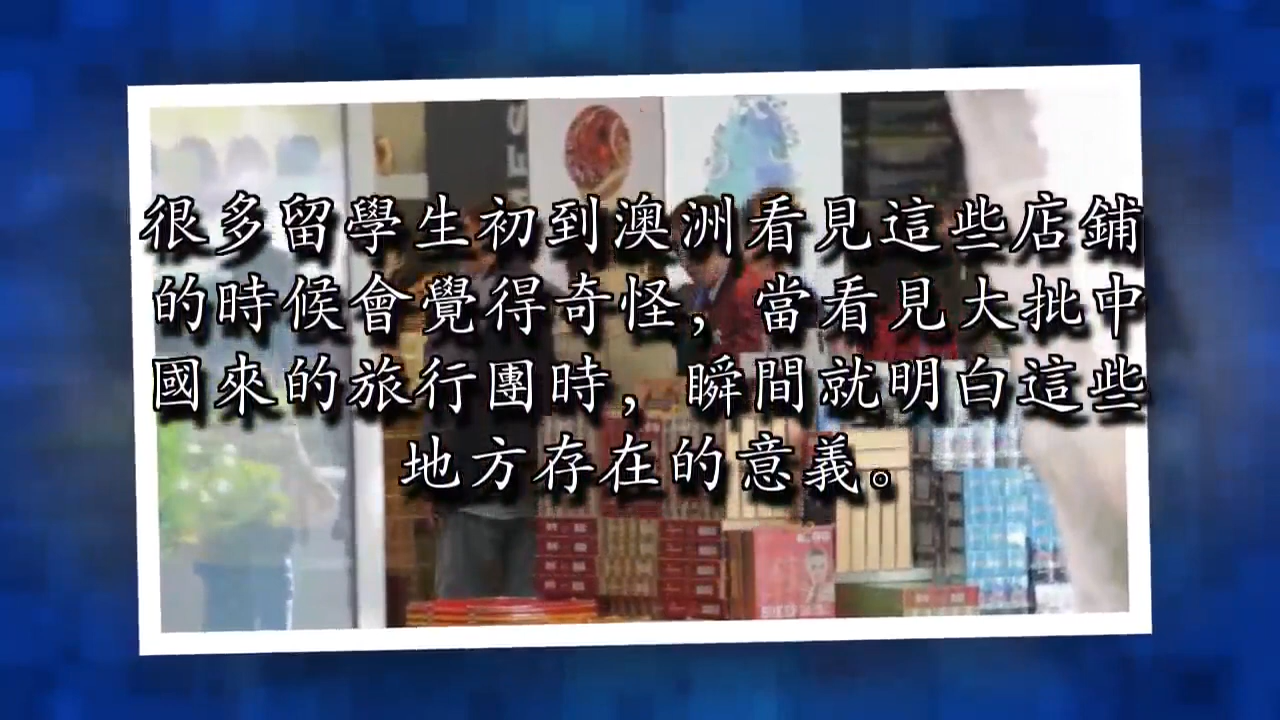 很多留學生初到澳洲看見這些店鋪
的時候會覺得奇怪，當看見大批中
國來的旅行團時，瞬間就明白這些
地方存在的意義。